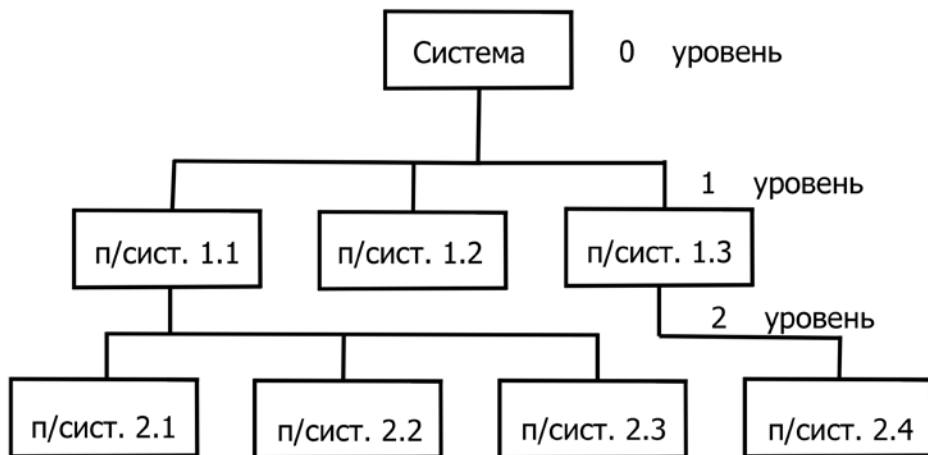 Система 0 уровень
1 уровень
п/сист. 1.1 п/сист. 1.2 п/сист. 1.3
2 уровень
п/сист. 2.1 п/сист. 2.2 п/сист. 2.3 п/сист. 2.4